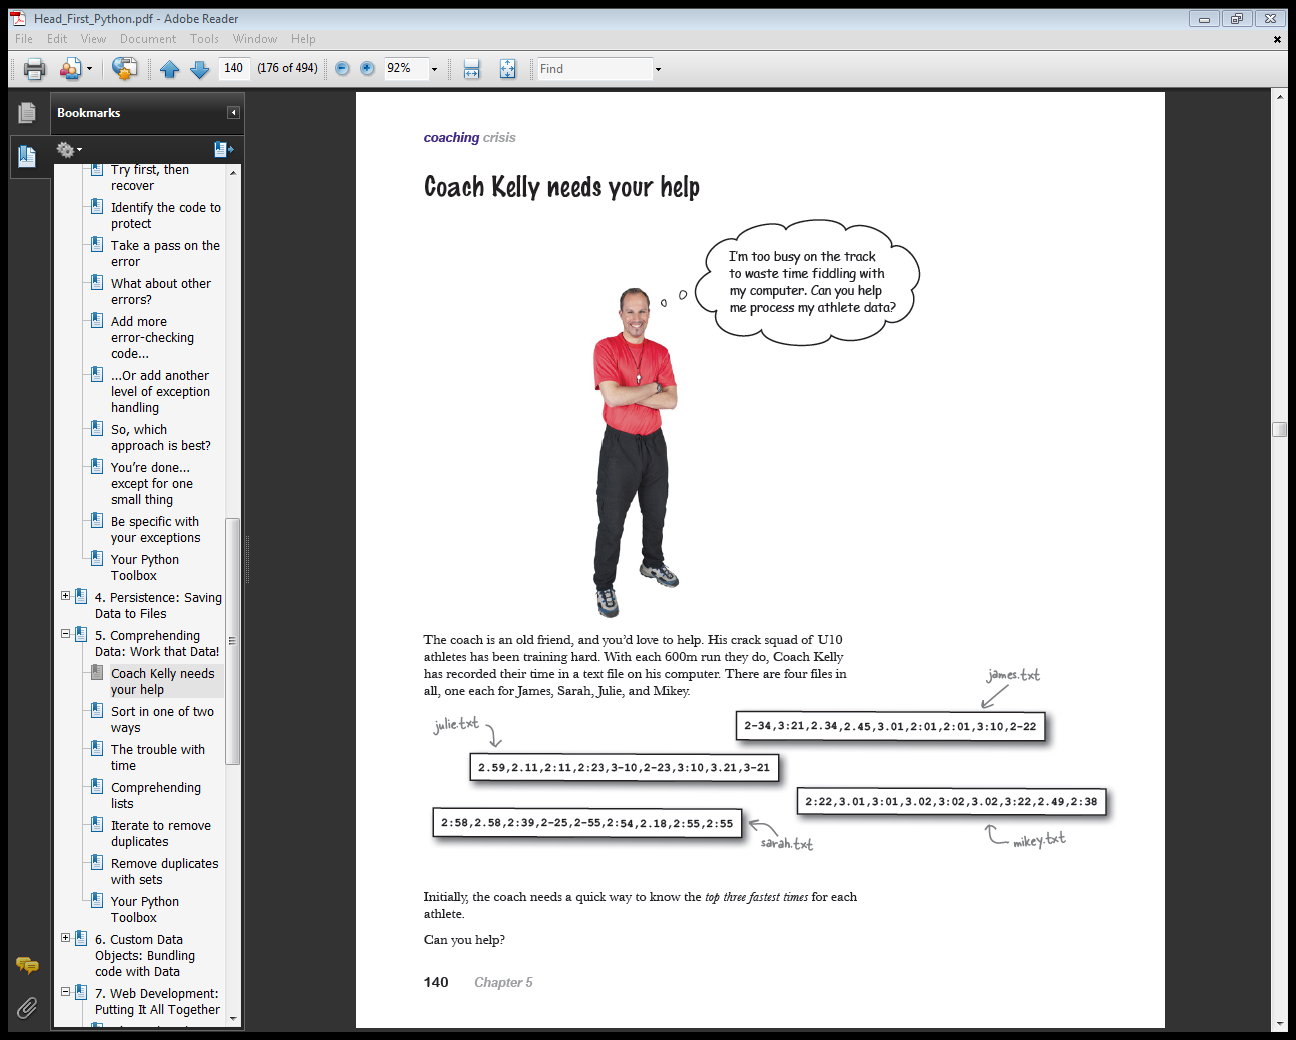 Head_First_Python.pdf - Adobe Reader
File Edit View Document Tools Window Help
140 (176 of 494) 92% Find
Bookmarks
Try first, then
recover
Identify the code to
protect
Take a pass on the
error
What about other
errors?
Add more
error-checking
code...
...Or add another
level of exception
handling
So, which
approach is best?
You're done...
except for one
small thing
Be specific with
your exceptions
Your Python
Toolbox
4. Persistence: Saving
Data to Files
5. Comprehending
Data: Work that Data!
Coach Kelly needs
your help
Sort in one of two
ways
The trouble with
time
Comprehending
lists
Iterate to remove
duplicates
Remove duplicates
with sets
Your Python
Toolbox
6. Custom Data
Objects: Bundling
code with Data
7. Web Development:
Putting It All Together
coaching crisis
Coach Kelly needs your help
I'm too busy on the track
to waste time fiddling with
my computer. Can you help
me process my athlete data?
The coach is an old friend, and you'd love to help. His crack squad of U10
athletes has been training hard. With each 600m run they do, Coach Kelly
has recorded their time in a text file on his computer. There are four files in
all, one each for James, Sarah, Julie, and Mikey.
james.txt
2-34,3:21,2.34,2.45,3.01,2:01,2:01,3:10,2-22
julie.txt
2.59,2.11,2:11,2:23,3-10,2-23,3:10,3.21,3-21
2:22,3.01,3:01,3.02,3:02,3.02,3:22,2.49,2:38
mikey.txt
2:58,2.58,2:39,2-25,2-55,2:54,2.18,2:55,2:55
sarah.txt
Initially, the coach needs a quick way to know the top three fastest times for each
athlete.
Can you help?
140 Chapter 5